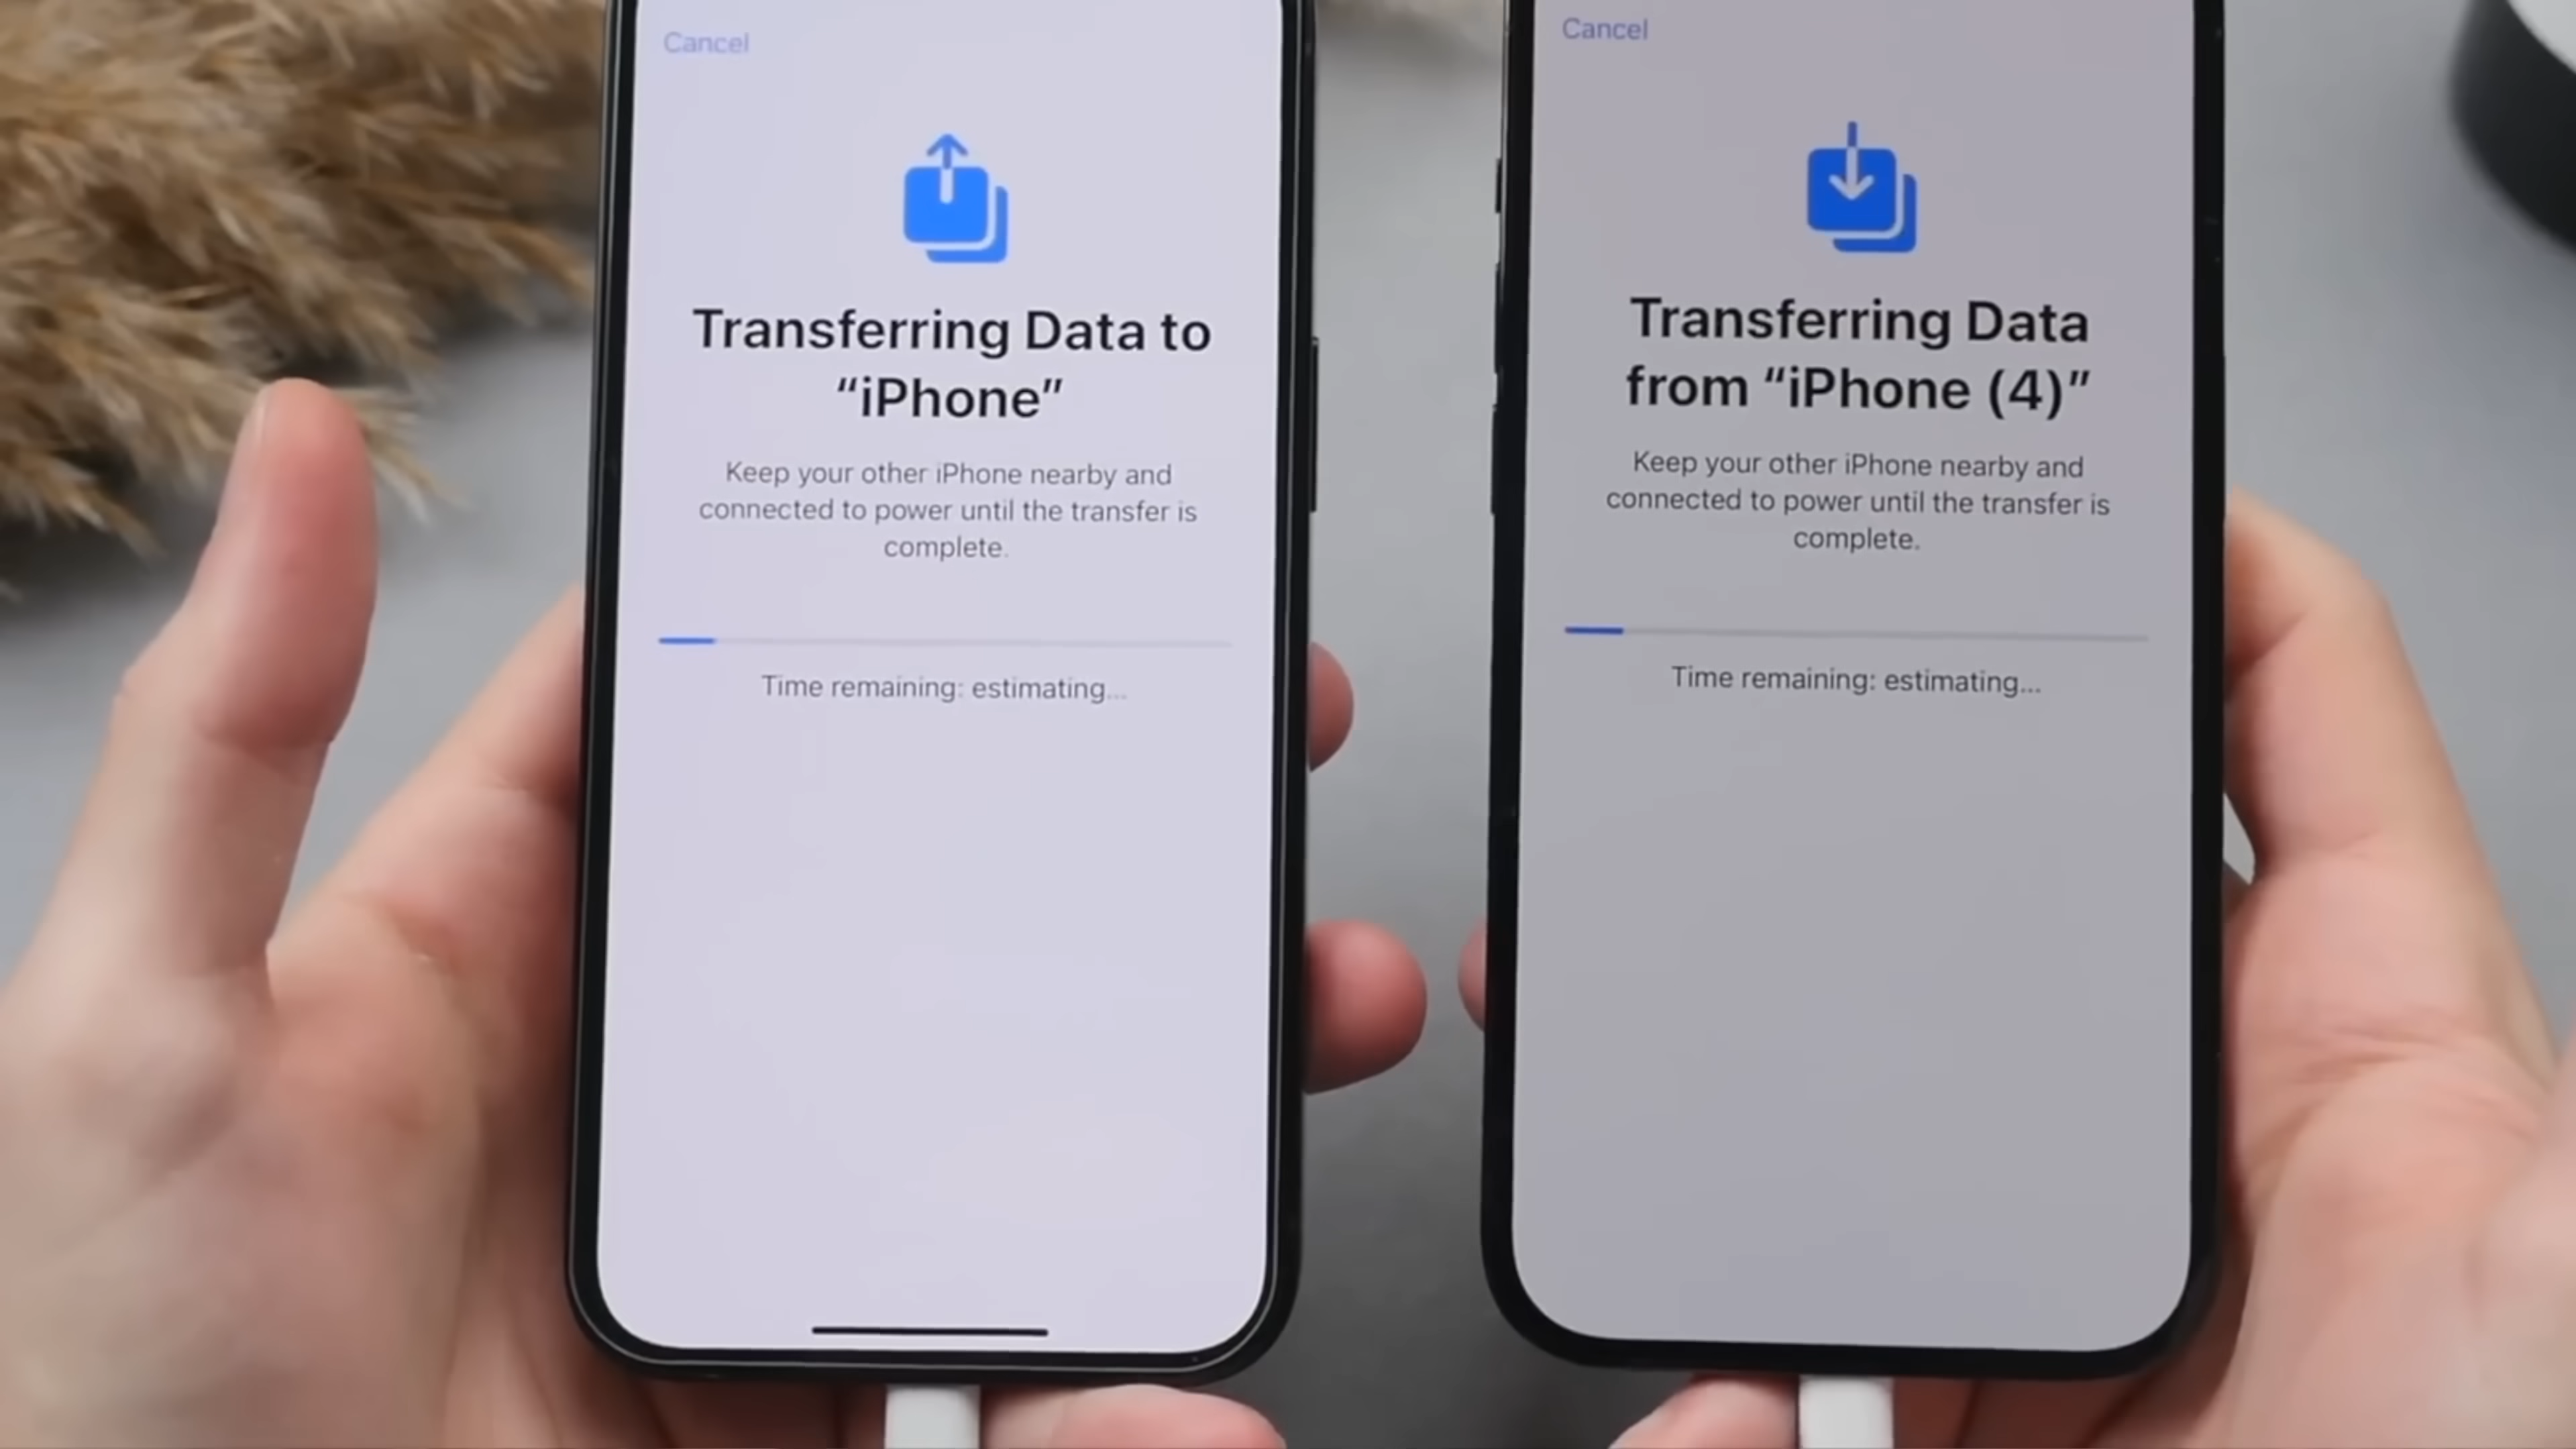 Cancel
Transferring Data to
“iPhone”
Keep your other iPhone nearby and
connected to power until the transfer is
complete.
Time remaining: estimating...
Cancel
Transferring Data
from “iPhone (4)”
Keep your other iPhone nearby and
connected to power until the transfer is
complete.
Time remaining: estimating...